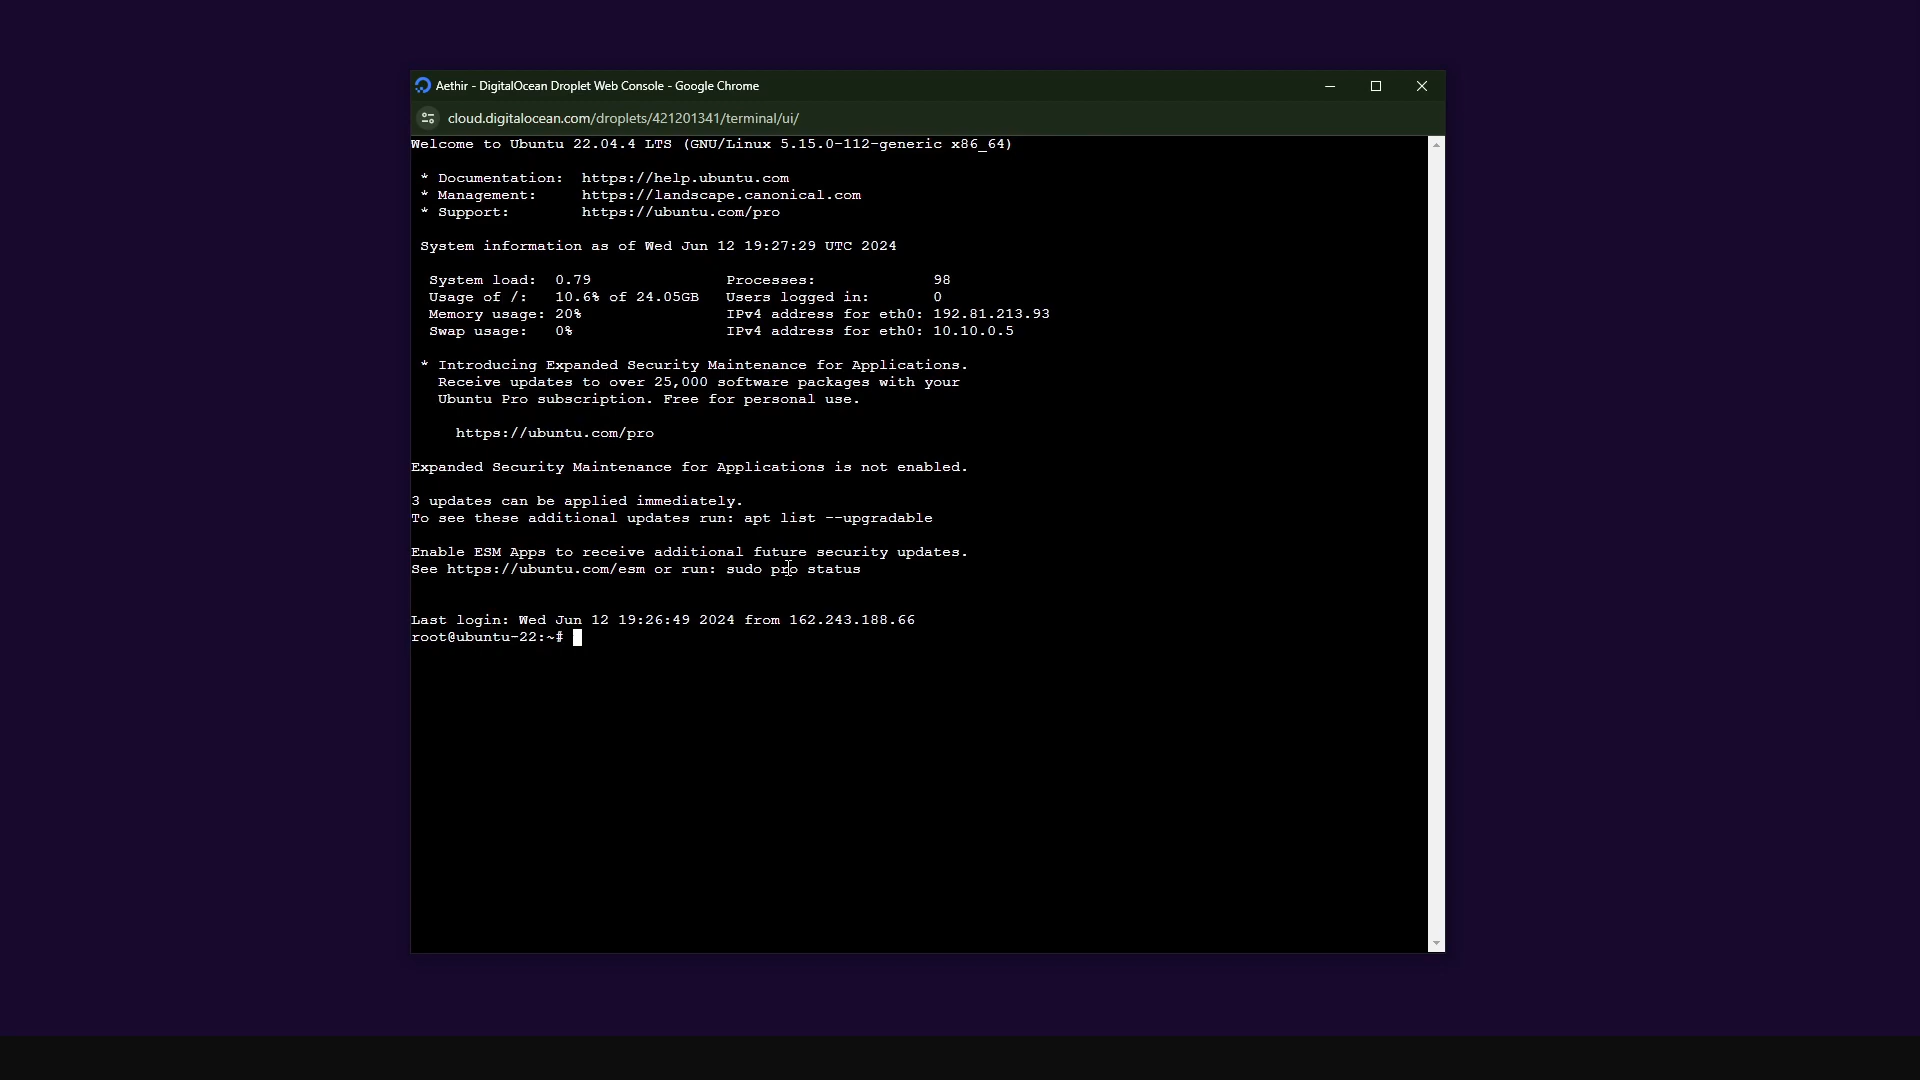 Aethir - DigitalOcean Droplet Web Console - Google Chrome
cloud.digitalocean.com/droplets/421201341/terminal/ui/
Welcome to Ubuntu 22.04.4 LTS (GNU/Linux 5.15.0-112-generic x86_64)
* Documentation: https://help.ubuntu.com
* Management: https://landscape.canonical.com
* Support: https://ubuntu.com/pro
System information as of Wed Jun 12 19:27:29 UTC 2024
System load: 0.79 Processes: 98
Usage of /: 10.6% of 24.05GB Users logged in: 0
Memory usage: 20% IPv4 address for eth0: 192.81.213.93
Swap usage: 0% IPv4 address for eth0: 10.10.0.5
* Introducing Expanded Security Maintenance for Applications.
Receive updates to over 25,000 software packages with your
Ubuntu Pro subscription. Free for personal use.
https://ubuntu.com/pro
Expanded Security Maintenance for Applications is not enabled.
3 updates can be applied immediately.
To see these additional updates run: apt list --upgradable
Enable ESM Apps to receive additional future security updates.
See https://ubuntu.com/esm or run: sudo pro status
Last login: Wed Jun 12 19:26:49 2024 from 162.243.188.66
root@ubuntu-22:~#